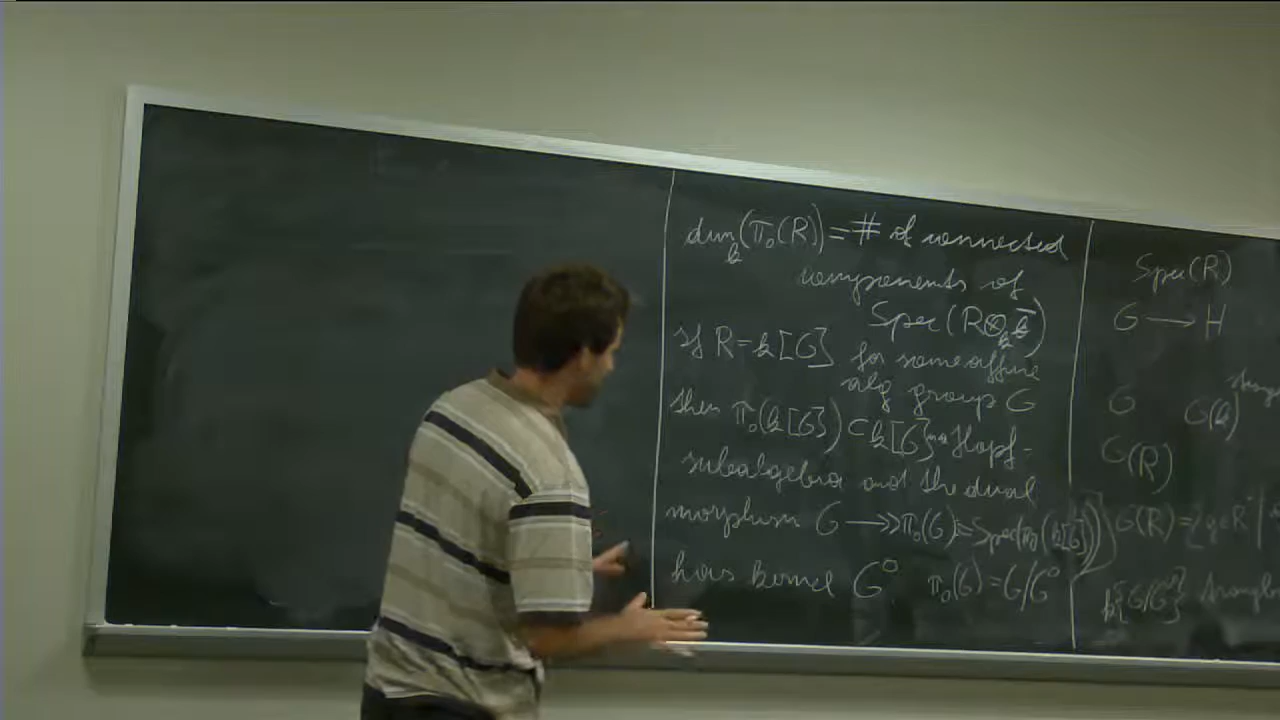 dim_k(π₀(R)) = # of connected
components of
Spec(R⊗_k k̄)
If R = k[G] for some affine
alg group G
then π₀(k[G]) ⊂ k[G] is a Hopf-
subalgebra and the dual
morphism G ↠ π₀(G) = Spec(π₀(k[G]))
has kernel G° π₀(G) = G/G°
Spec(R)
G → H
G G(k)
G(R)
G(R) = {g∈R |
k[G/G°]